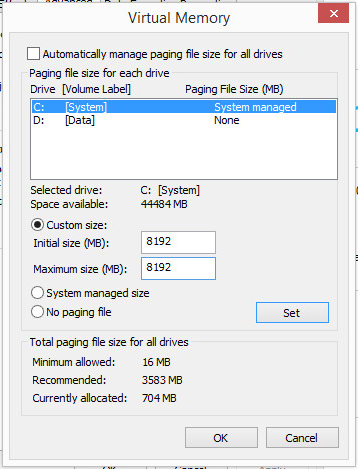 Virtual Memory
Automatically manage paging file size for all drives
Paging file size for each drive
Drive [Volume Label] Paging File Size (MB)
C: [System] System managed
D: [Data] None
Selected drive: C: [System]
Space available: 44484 MB
Custom size:
Initial size (MB): 8192
Maximum size (MB): 8192
System managed size
No paging file
Set
Total paging file size for all drives
Minimum allowed: 16 MB
Recommended: 3583 MB
Currently allocated: 704 MB
OK Cancel